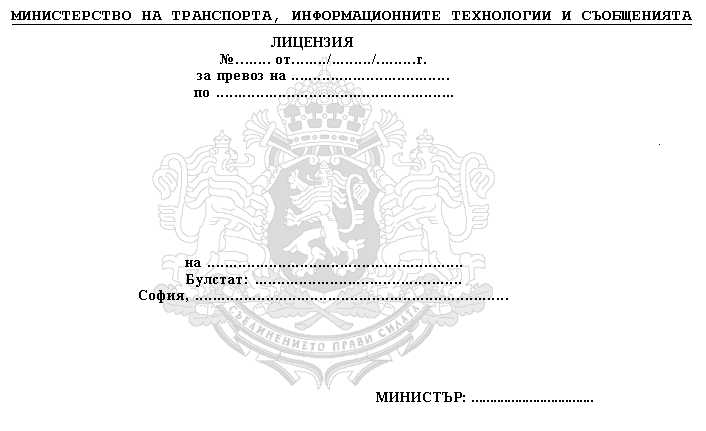 МИНИСТЕРСТВО НА ТРАНСПОРТА, ИНФОРМАЦИОННИТЕ ТЕХНОЛОГИИ И СЪОБЩЕНИЯТА
ЛИЦЕНЗИЯ
№........ от......../........./.........г.
за превоз на ....................................
по ......................................................
на ..........................................................
Булстат: ...............................................
София, .......................................................................
СЪЕДИНЕНИЕТО ПРАВИ СИЛАТА
МИНИСТЪР: ..................................